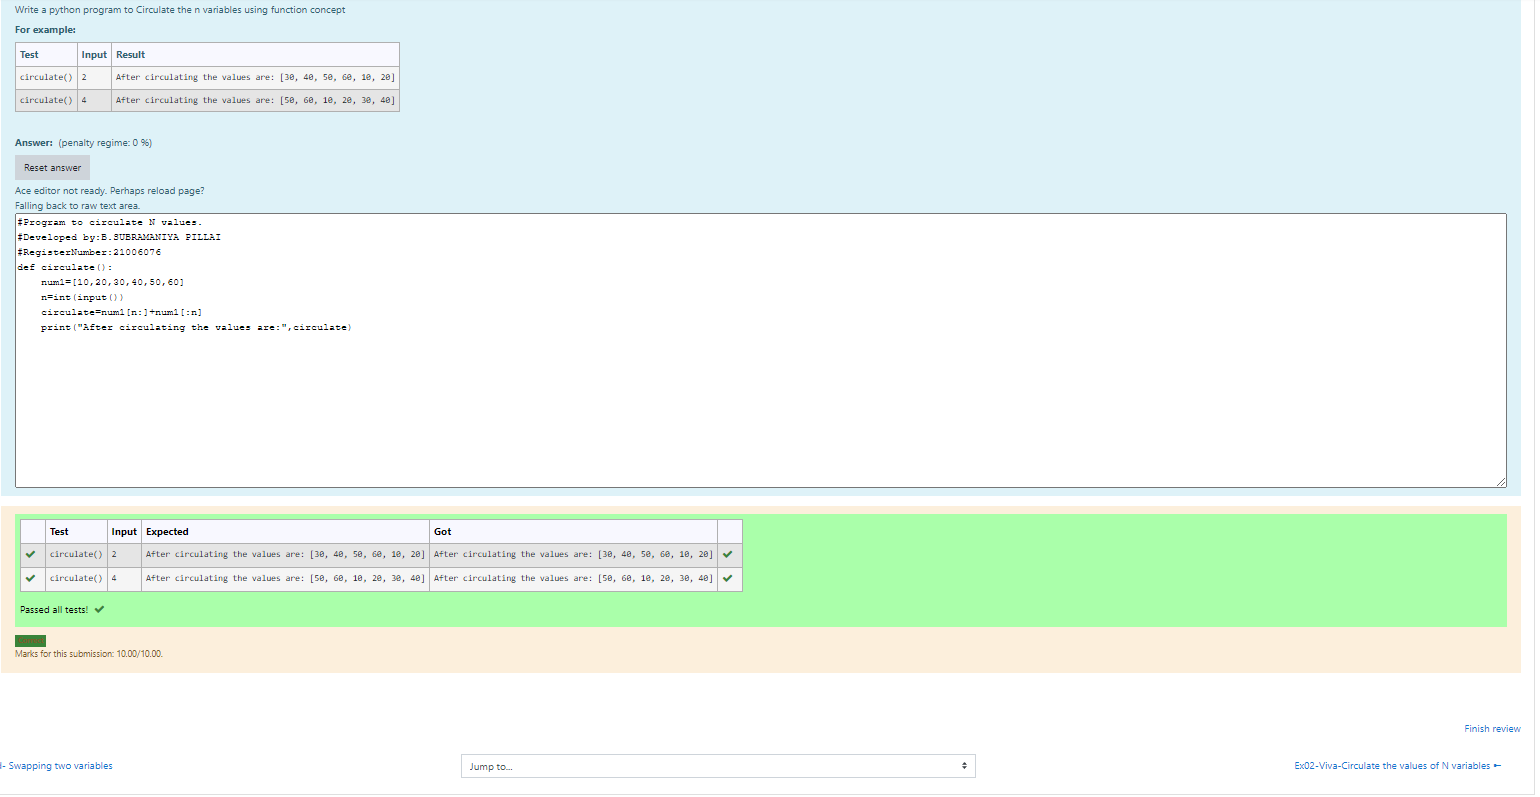 Write a python program to Circulate the n variables using function concept
For example:
Test Input Result
circulate() 2 After circulating the values are: [30, 40, 50, 60, 10, 20]
circulate() 4 After circulating the values are: [50, 60, 10, 20, 30, 40]
Answer: (penalty regime: 0 %)
Reset answer
Ace editor not ready. Perhaps reload page?
Falling back to raw text area.
#Program to circulate N values.
#Developed by:B.SUBRAMANIYA PILLAI
#RegisterNumber:21006076
def circulate():
    num1=[10,20,30,40,50,60]
    n=int(input())
    circulate=num1[n:]+num1[:n]
    print("After circulating the values are:",circulate)
Test Input Expected Got
✔ circulate() 2 After circulating the values are: [30, 40, 50, 60, 10, 20] After circulating the values are: [30, 40, 50, 60, 10, 20] ✔
✔ circulate() 4 After circulating the values are: [50, 60, 10, 20, 30, 40] After circulating the values are: [50, 60, 10, 20, 30, 40] ✔
Passed all tests! ✔
Marks for this submission: 10.00/10.00.
Finish review
- Swapping two variables
Jump to...
Ex02-Viva-Circulate the values of N variables ←